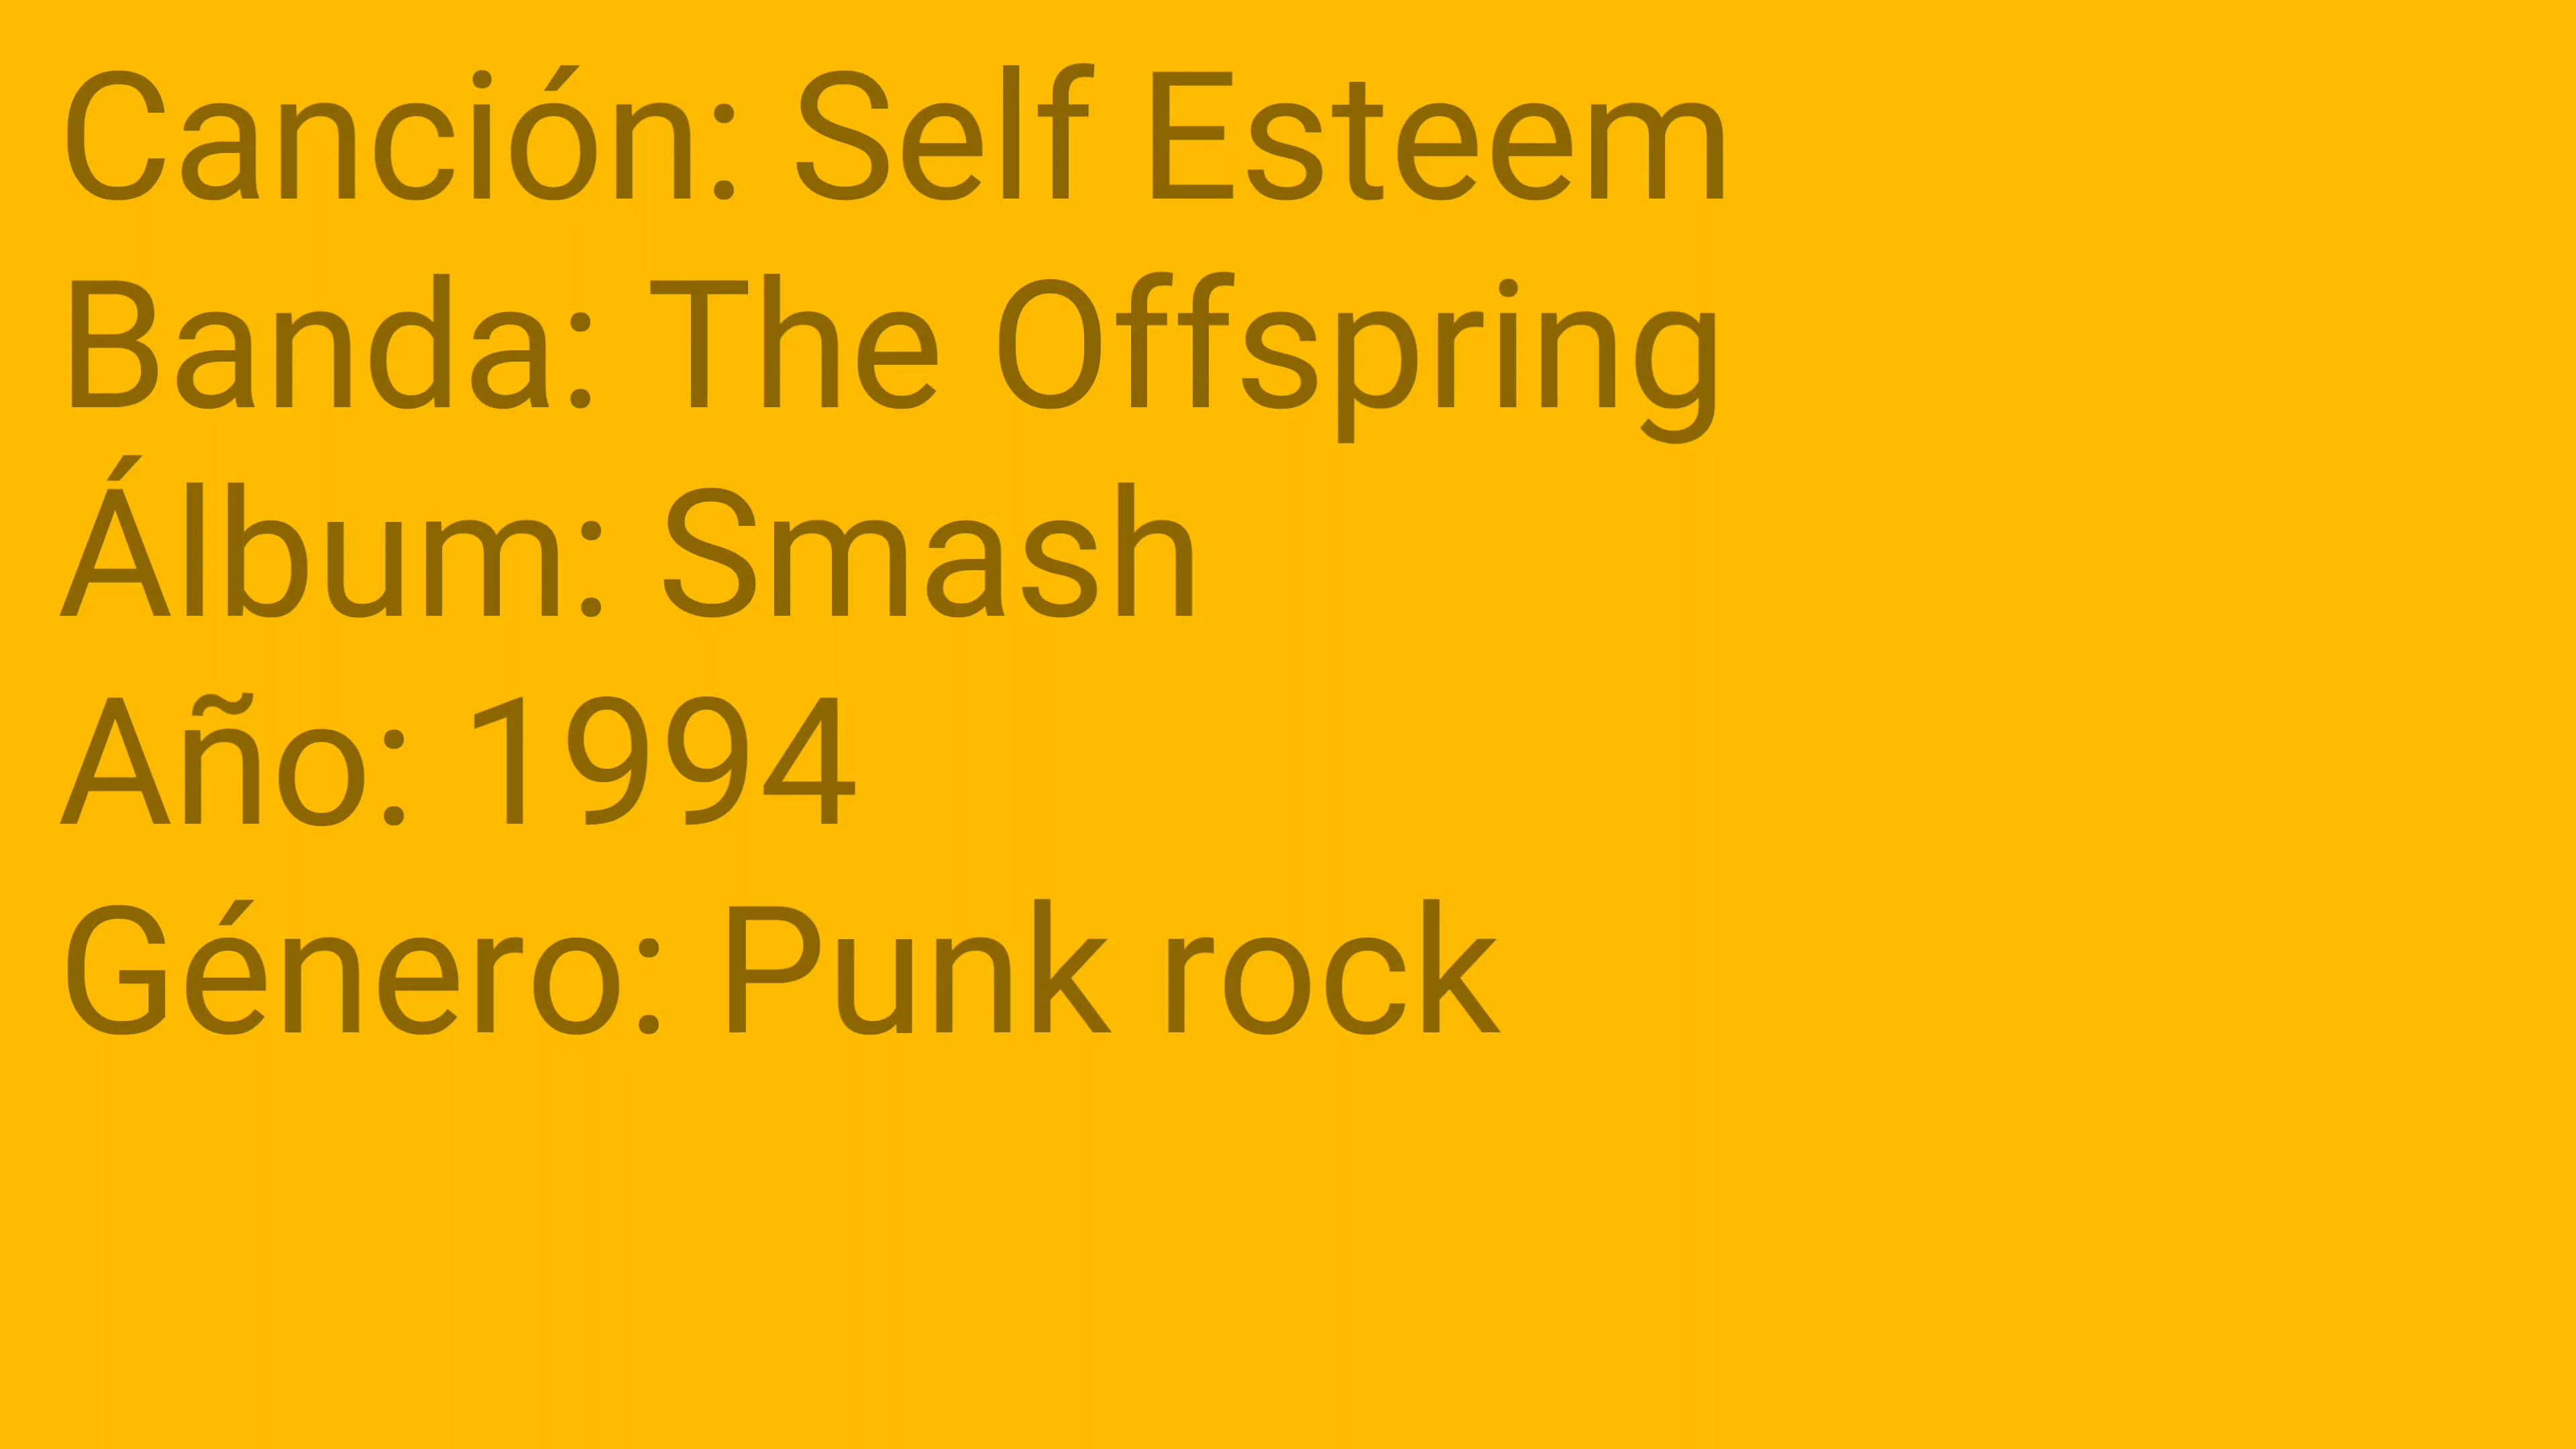 Canción: Self Esteem
Banda: The Offspring
Álbum: Smash
Año: 1994
Género: Punk rock